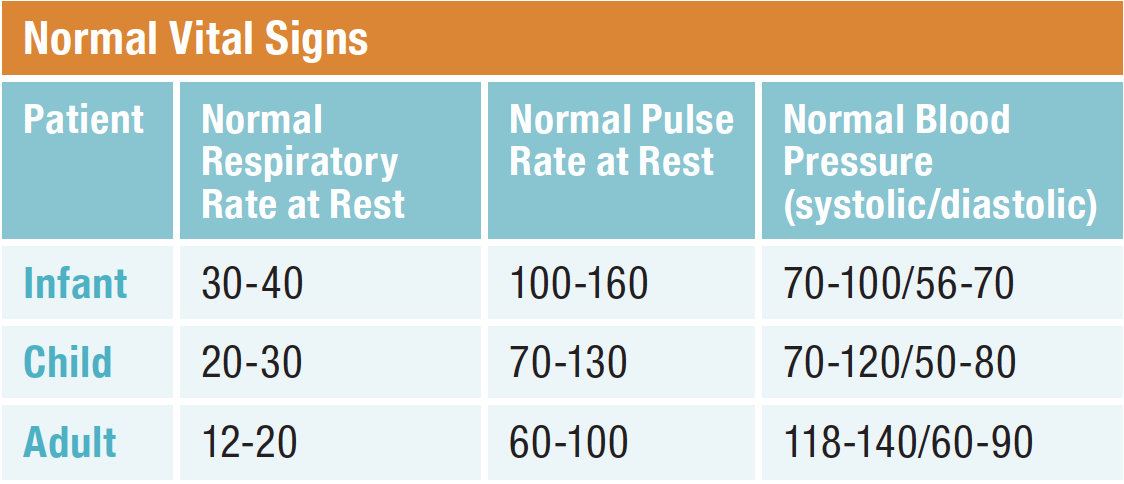 Normal Vital Signs
Patient
Normal
Respiratory
Rate at Rest
Normal Pulse
Rate at Rest
Normal Blood
Pressure
(systolic/diastolic)
Infant
30-40
100-160
70-100/56-70
Child
20-30
70-130
70-120/50-80
Adult
12-20
60-100
118-140/60-90